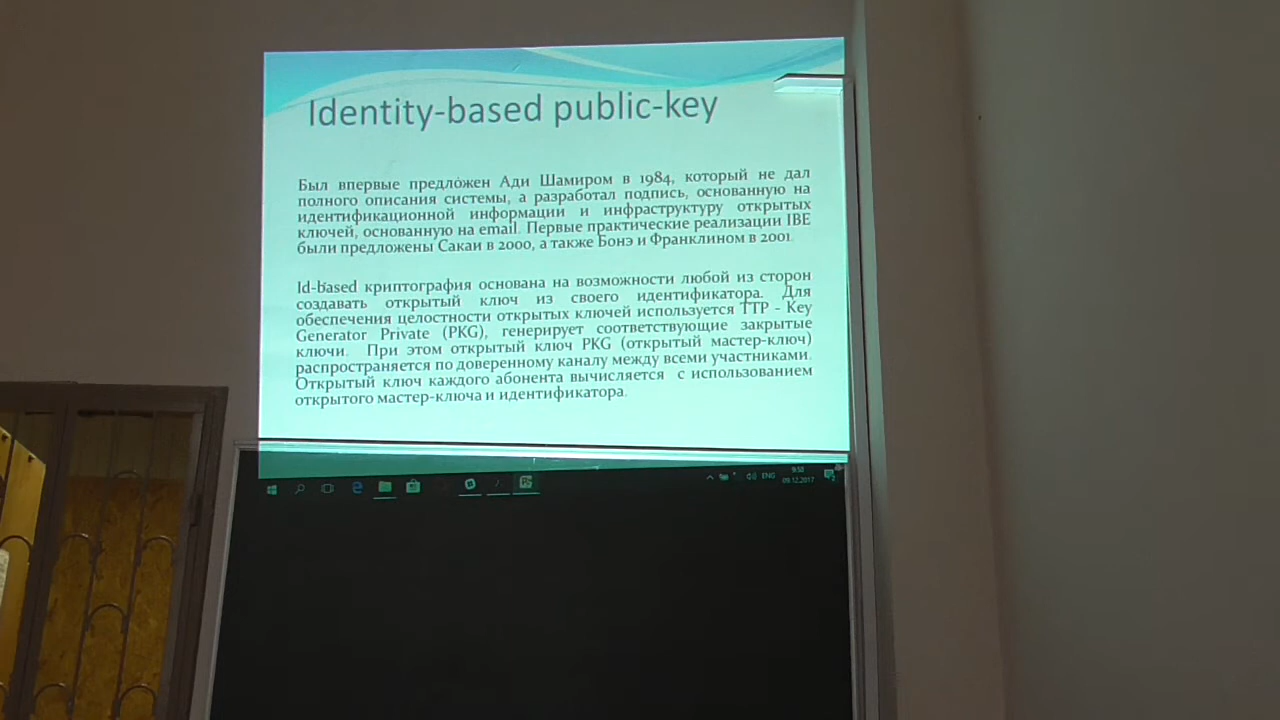 Identity-based public-key
Был впервые предложен Ади Шамиром в 1984, который не дал
полного описания системы, а разработал подпись, основанную на
идентификационной информации и инфраструктуру открытых
ключей, основанную на email. Первые практические реализации IBE
были предложены Сакаи в 2000, а также Бонэ и Франклином в 2001.
Id-based криптография основана на возможности любой из сторон
создавать открытый ключ из своего идентификатора. Для
обеспечения целостности открытых ключей используется TTP - Key
Generator Private (PKG), генерирует соответствующие закрытые
ключи. При этом открытый ключ PKG (открытый мастер-ключ)
распространяется по доверенному каналу между всеми участниками.
Открытый ключ каждого абонента вычисляется с использованием
открытого мастер-ключа и идентификатора.
ENG
09.12.2017